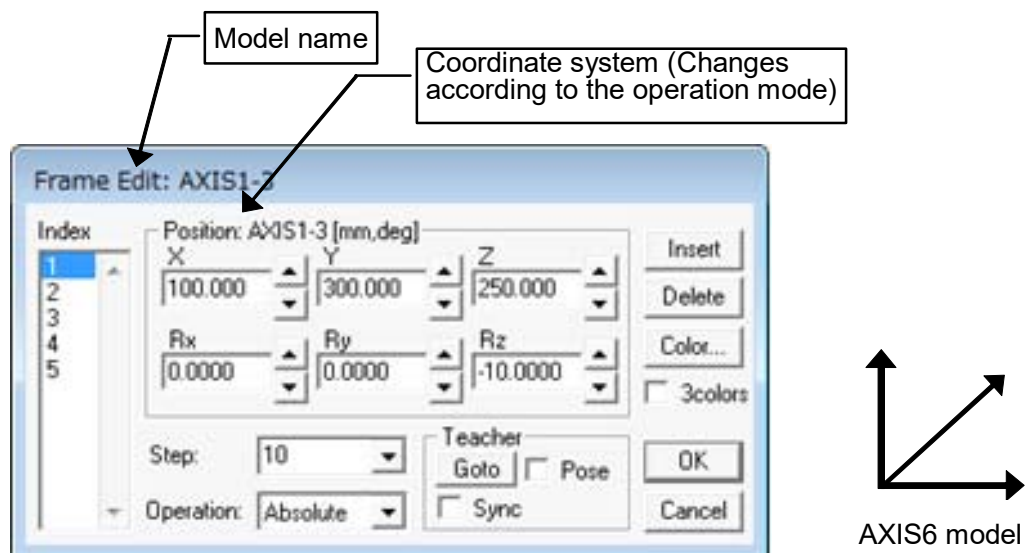 Model name
Coordinate system (Changes
according to the operation mode)
Frame Edit: AXIS1-3
Index
1
2
3
4
5
Position: AXIS1-3 [mm,deg]
X Y Z
100.000 300.000 250.000
Rx Ry Rz
0.0000 0.0000 -10.0000
Insert
Delete
Color...
3colors
Step: 10
Operation: Absolute
Teacher
Goto Pose
Sync
OK
Cancel
AXIS6 model